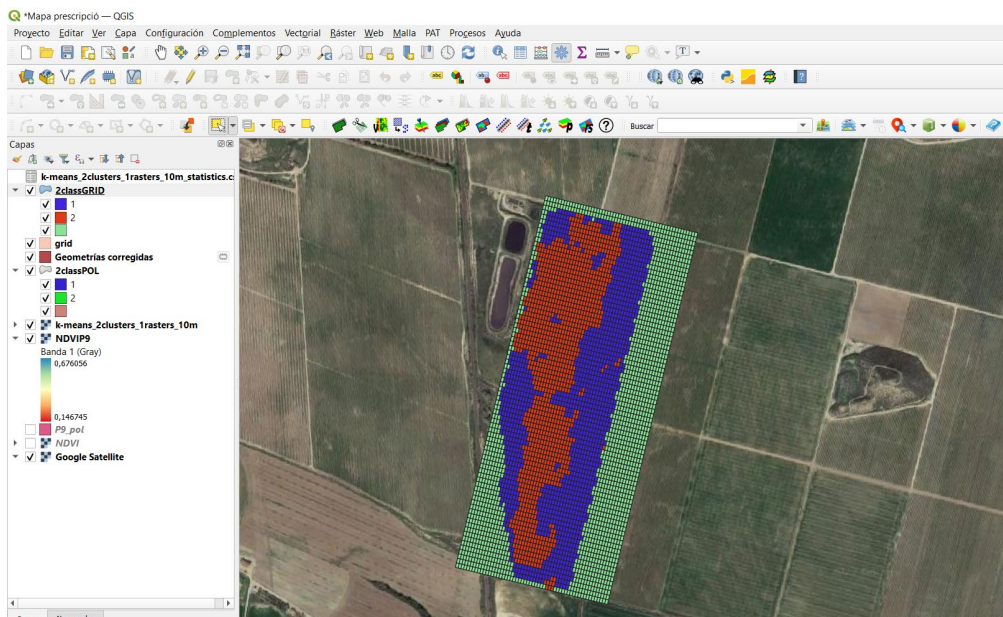 *Mapa prescripció — QGIS
Proyecto Editar Ver Capa Configuración Complementos Vectorial Ráster Web Malla PAT Procesos Ayuda
Buscar
Capas
k-means_2clusters_1rasters_10m_statistics.c
2classGRID
1
2
grid
Geometrías corregidas
2classPOL
1
2
k-means_2clusters_1rasters_10m
NDVIP9
Banda 1 (Gray)
0,676056
0,146745
P9_pol
NDVI
Google Satellite